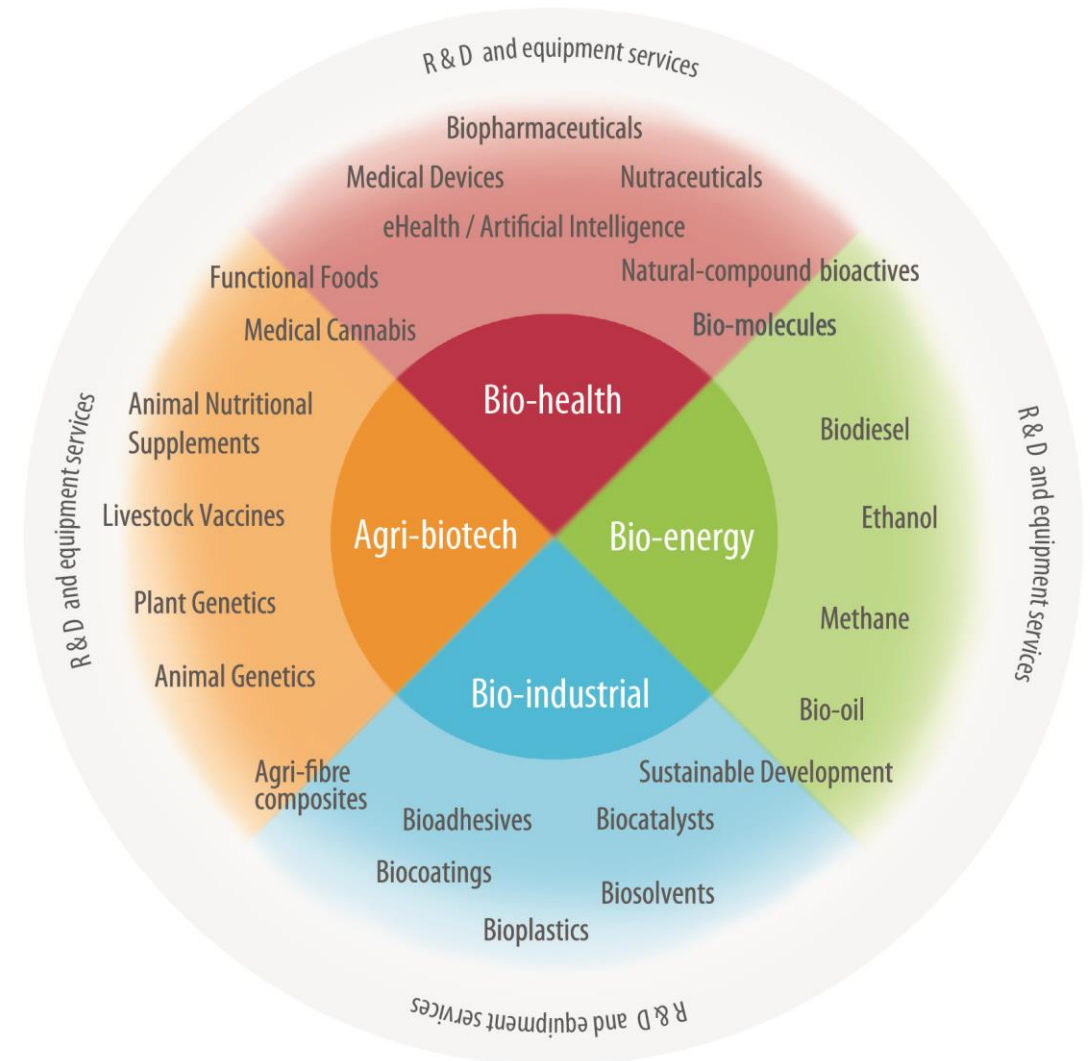 R & D and equipment services
Biopharmaceuticals
Medical Devices
Nutraceuticals
eHealth / Artificial Intelligence
Functional Foods
Natural-compound bioactives
Medical Cannabis
Bio-molecules
Bio-health
Animal Nutritional
Supplements
Biodiesel
Livestock Vaccines
Ethanol
Agri-biotech
Bio-energy
R & D and equipment services
R & D and equipment services
Plant Genetics
Methane
Animal Genetics
Bio-industrial
Bio-oil
Agri-fibre
composites
Sustainable Development
Bioadhesives
Biocatalysts
Biocoatings
Biosolvents
Bioplastics
R & D and equipment services